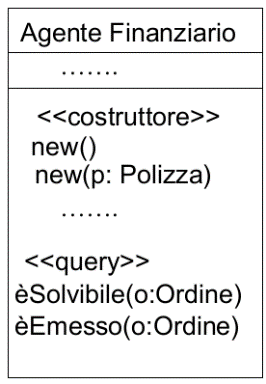 Agente Finanziario
.......
<<costruttore>>
new()
new(p: Polizza)
.......
<<query>>
èSolvibile(o:Ordine)
èEmesso(o:Ordine)